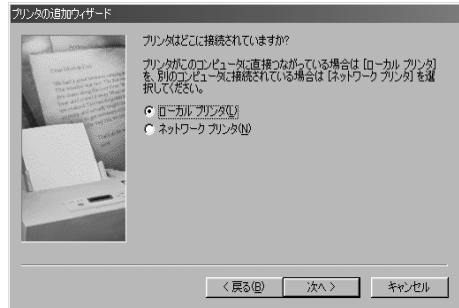 プリンタの追加ウィザード
プリンタはどこに接続されていますか?
プリンタがこのコンピュータに直接つながっている場合は [ローカル プリンタ]
を、別のコンピュータに接続されている場合は [ネットワーク プリンタ] を選
択してください。
ローカル プリンタ(L)
ネットワーク プリンタ(N)
< 戻る(B)
次へ >
キャンセル